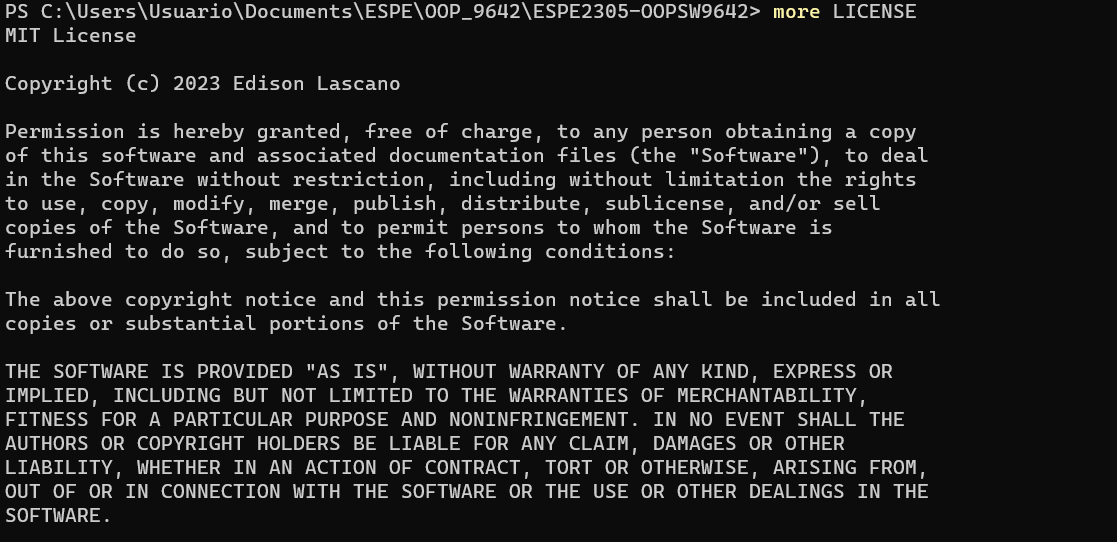 PS C:\Users\Usuario\Documents\ESPE\OOP_9642\ESPE2305-OOPSW9642> more LICENSE
MIT License
Copyright (c) 2023 Edison Lascano
Permission is hereby granted, free of charge, to any person obtaining a copy
of this software and associated documentation files (the "Software"), to deal
in the Software without restriction, including without limitation the rights
to use, copy, modify, merge, publish, distribute, sublicense, and/or sell
copies of the Software, and to permit persons to whom the Software is
furnished to do so, subject to the following conditions:
The above copyright notice and this permission notice shall be included in all
copies or substantial portions of the Software.
THE SOFTWARE IS PROVIDED "AS IS", WITHOUT WARRANTY OF ANY KIND, EXPRESS OR
IMPLIED, INCLUDING BUT NOT LIMITED TO THE WARRANTIES OF MERCHANTABILITY,
FITNESS FOR A PARTICULAR PURPOSE AND NONINFRINGEMENT. IN NO EVENT SHALL THE
AUTHORS OR COPYRIGHT HOLDERS BE LIABLE FOR ANY CLAIM, DAMAGES OR OTHER
LIABILITY, WHETHER IN AN ACTION OF CONTRACT, TORT OR OTHERWISE, ARISING FROM,
OUT OF OR IN CONNECTION WITH THE SOFTWARE OR THE USE OR OTHER DEALINGS IN THE
SOFTWARE.